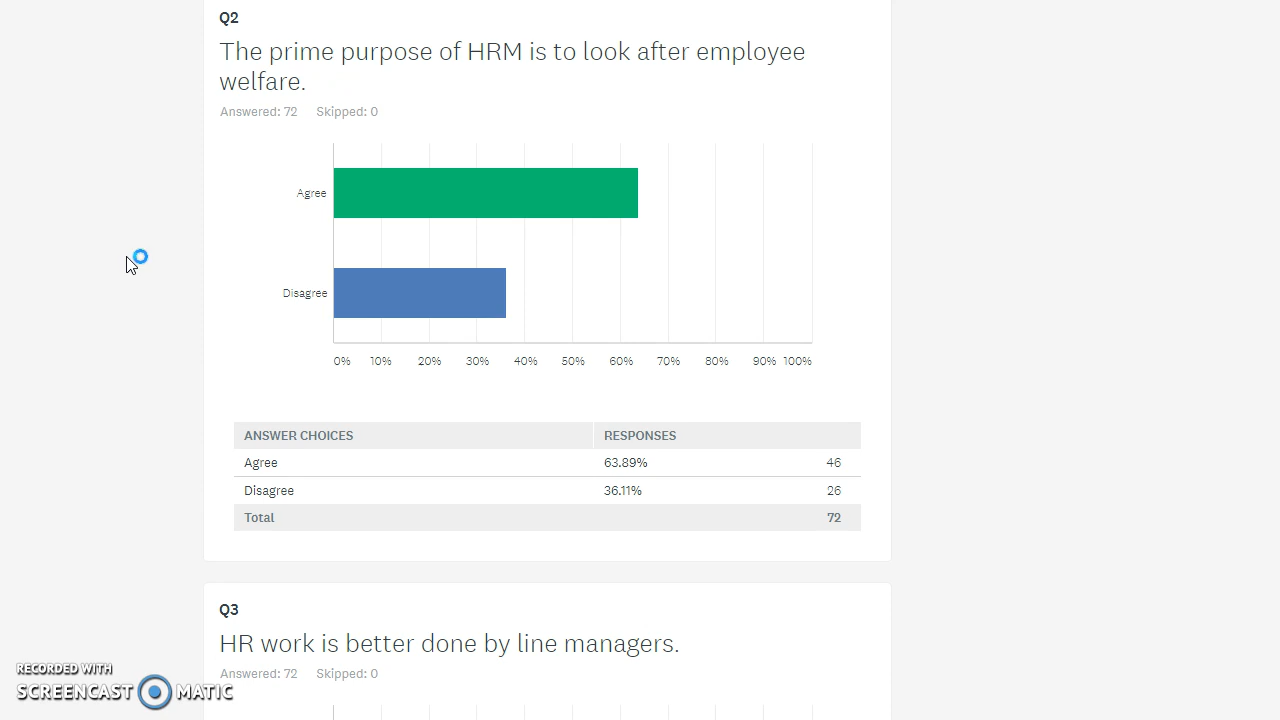 Q2
The prime purpose of HRM is to look after employee
welfare.
Answered: 72 Skipped: 0
Agree
Disagree
0% 10% 20% 30% 40% 50% 60% 70% 80% 90% 100%
ANSWER CHOICES RESPONSES
Agree 63.89% 46
Disagree 36.11% 26
Total 72
Q3
HR work is better done by line managers.
Answered: 72 Skipped: 0
RECORDED WITH
SCREENCAST MATIC